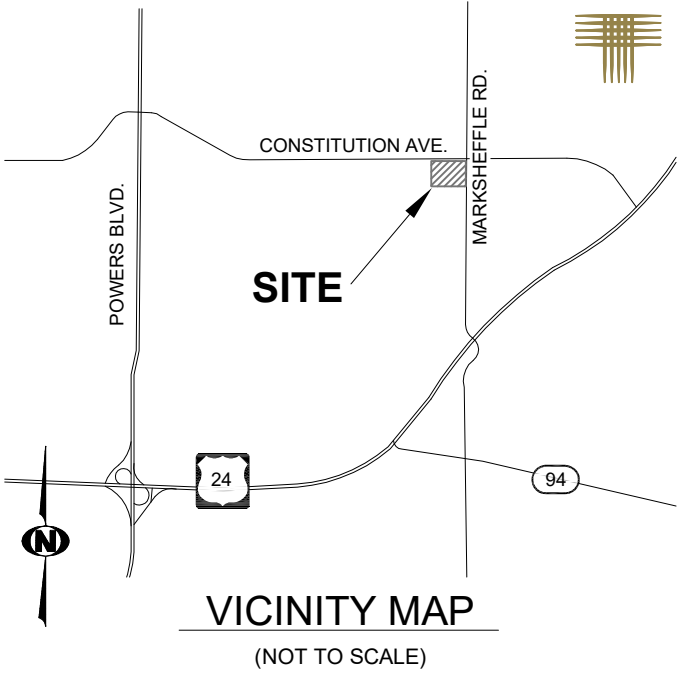 CONSTITUTION AVE.
MARKSHEFFLE RD.
POWERS BLVD.
SITE
24
94
N
VICINITY MAP
(NOT TO SCALE)